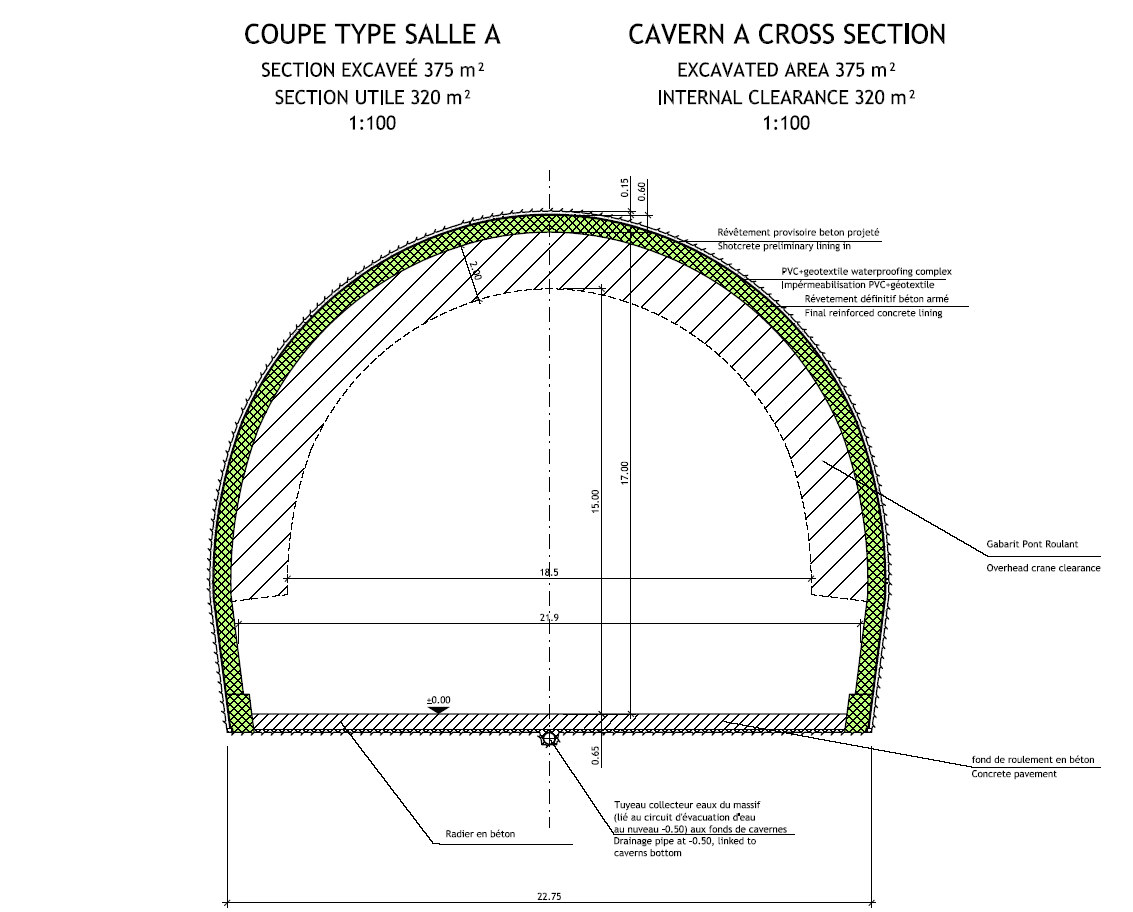 COUPE TYPE SALLE A
SECTION EXCAVEÉ 375 m²
SECTION UTILE 320 m²
1:100
CAVERN A CROSS SECTION
EXCAVATED AREA 375 m²
INTERNAL CLEARANCE 320 m²
1:100
0.15
0.60
Révêtement provisoire beton projeté
Shotcrete preliminary lining in
PVC+geotextile waterproofing complex
Impérmeabilisation PVC+géotextile
Révetement définitif béton armé
Final reinforced concrete lining
2.00
15.00
17.00
Gabarit Pont Roulant
Overhead crane clearance
18.5
21.9
±0.00
0.65
fond de roulement en béton
Concrete pavement
Radier en béton
Tuyeau collecteur eaux du massif
(lié au circuit d'évacuation d'eau
au nuveau -0.50) aux fonds de cavernes
Drainage pipe at -0.50, linked to
caverns bottom
22.75